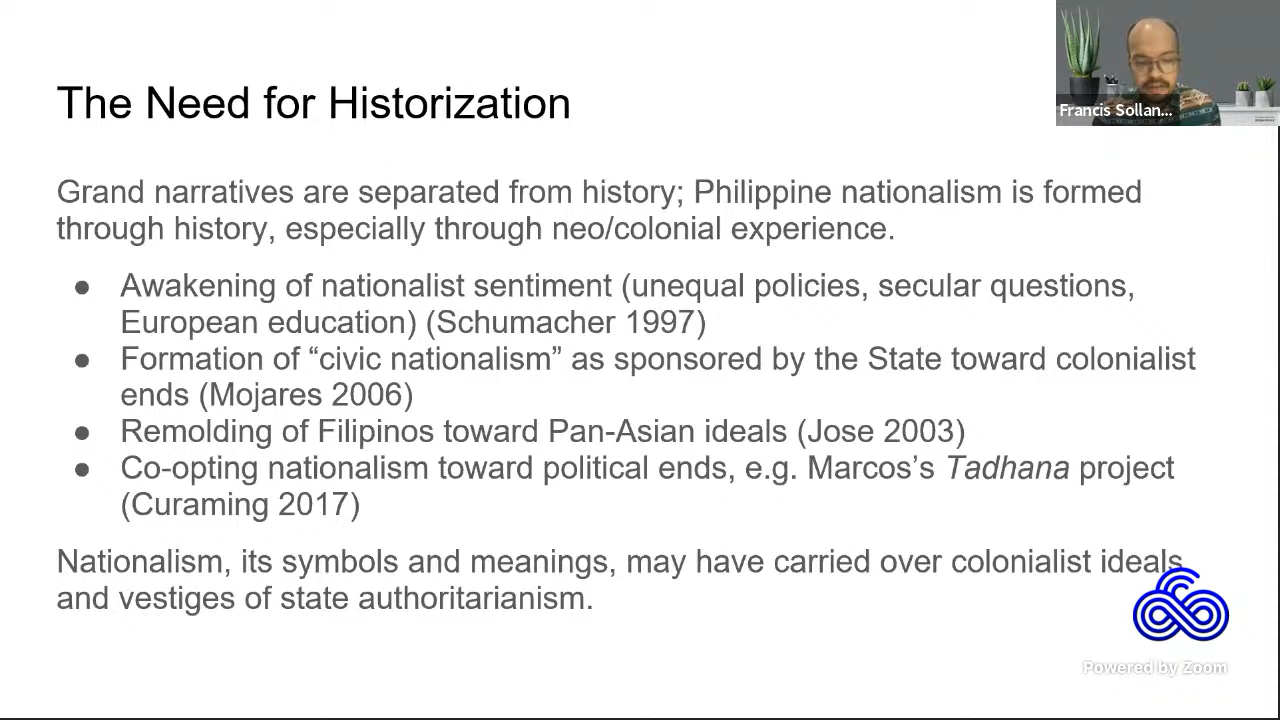 The Need for Historization
Francis Sollan...
Grand narratives are separated from history; Philippine nationalism is formed
through history, especially through neo/colonial experience.
● Awakening of nationalist sentiment (unequal policies, secular questions,
European education) (Schumacher 1997)
● Formation of “civic nationalism” as sponsored by the State toward colonialist
ends (Mojares 2006)
● Remolding of Filipinos toward Pan-Asian ideals (Jose 2003)
● Co-opting nationalism toward political ends, e.g. Marcos’s Tadhana project
(Curaming 2017)
Nationalism, its symbols and meanings, may have carried over colonialist ideals
and vestiges of state authoritarianism.
Powered by Zoom